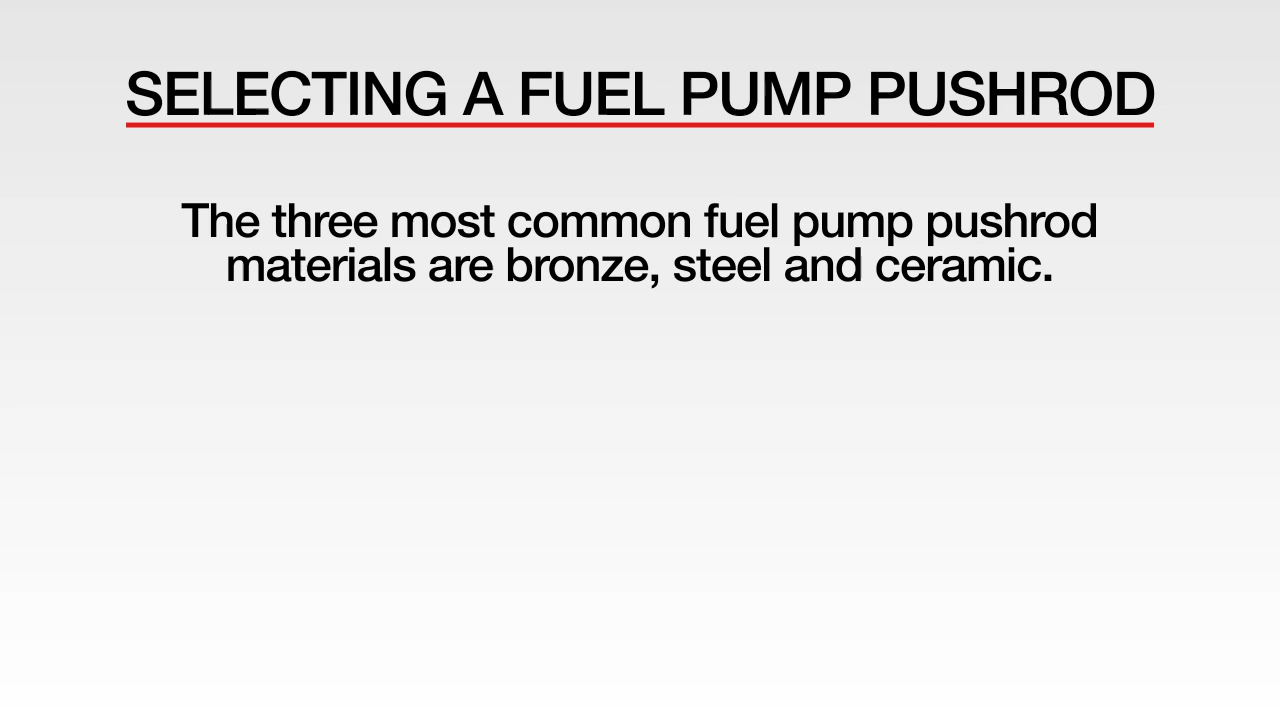 SELECTING A FUEL PUMP PUSHROD
The three most common fuel pump pushrod
materials are bronze, steel and ceramic.